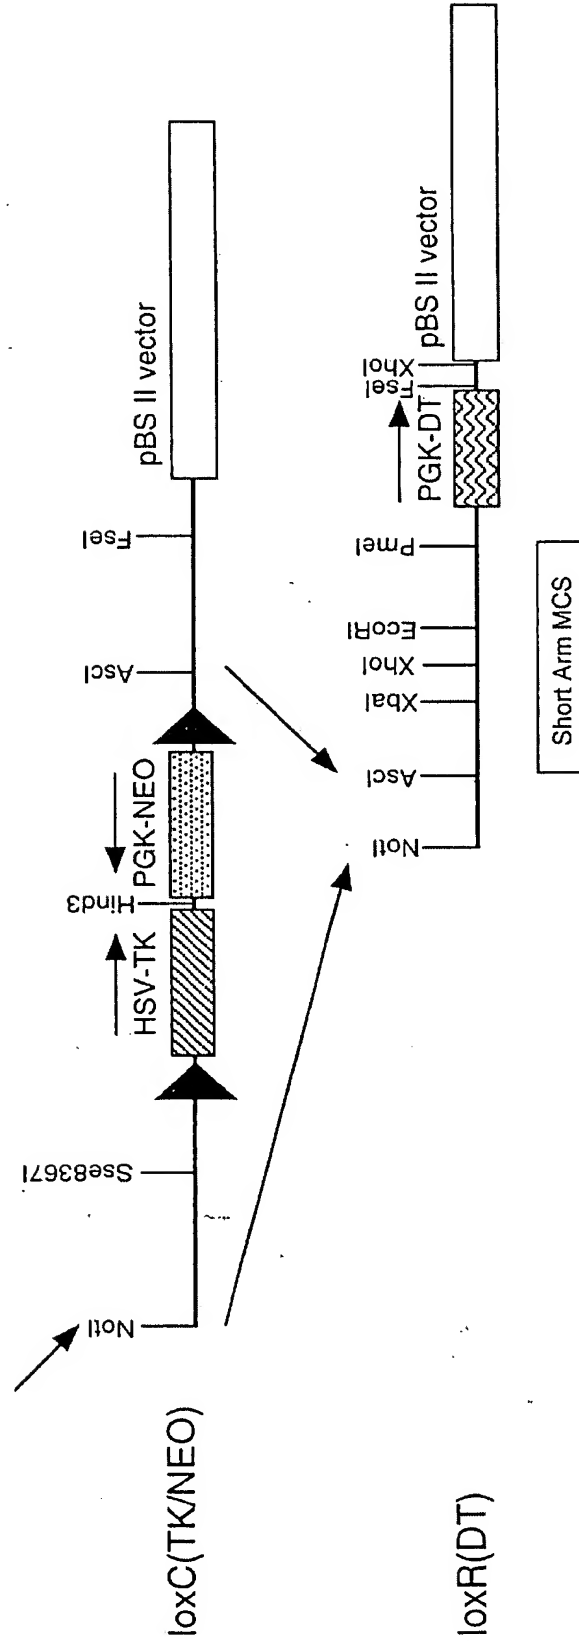 loxC(TK/NEO)
NotI
Sse8367I
HSV-TK
Hind3
PGK-NEO
AscI
FseI
pBS II vector
loxR(DT)
NotI
AscI
XbaI
XhoI
EcoRI
PmeI
PGK-DT
FseI
XhoI
pBS II vector
Short Arm MCS